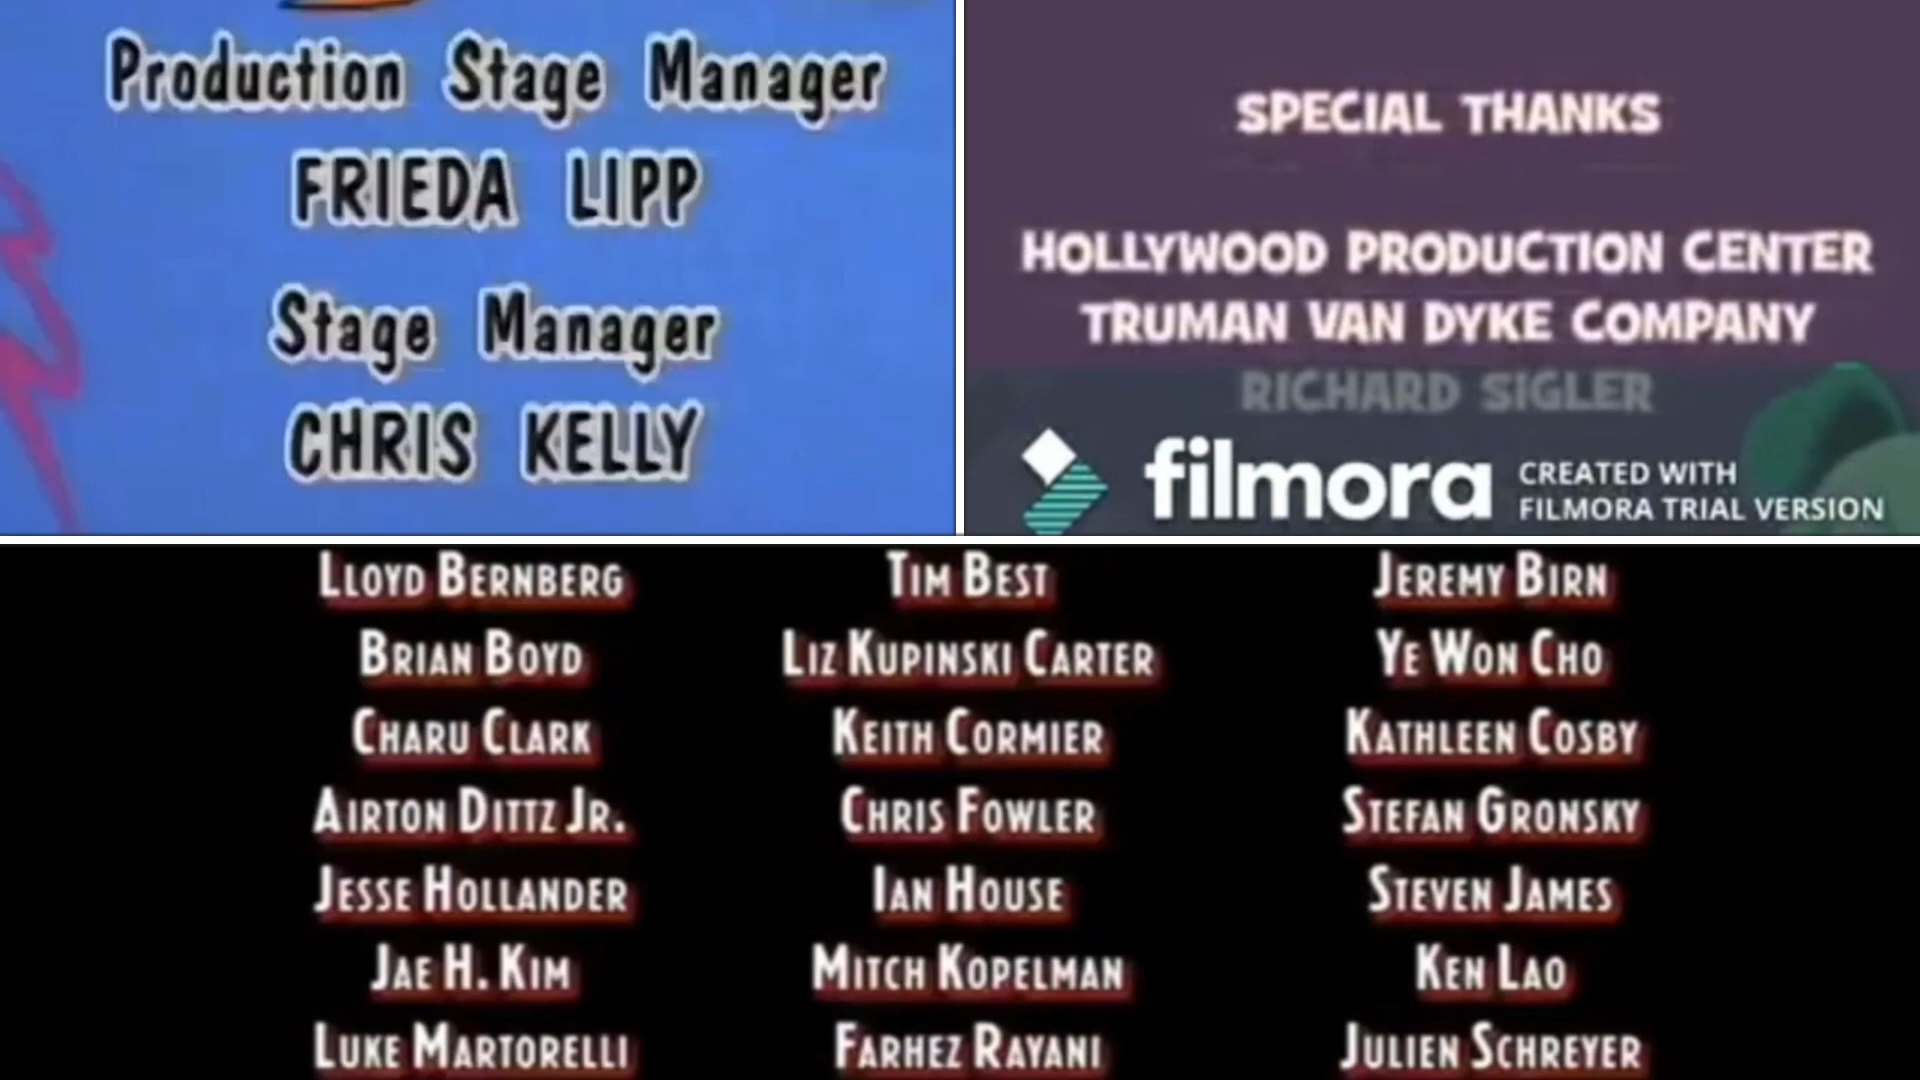 Production Stage Manager
FRIEDA LIPP
Stage Manager
CHRIS KELLY
SPECIAL THANKS
HOLLYWOOD PRODUCTION CENTER
TRUMAN VAN DYKE COMPANY
RICHARD SIGLER
filmora CREATED WITH
FILMORA TRIAL VERSION
LLOYD BERNBERG TIM BEST JEREMY BIRN
BRIAN BOYD LIZ KUPINSKI CARTER YE WON CHO
CHARU CLARK KEITH CORMIER KATHLEEN COSBY
AIRTON DITTZ JR. CHRIS FOWLER STEFAN GRONSKY
JESSE HOLLANDER IAN HOUSE STEVEN JAMES
JAE H. KIM MITCH KOPELMAN KEN LAO
LUKE MARTORELLI FARHEZ RAYANI JULIEN SCHREYER